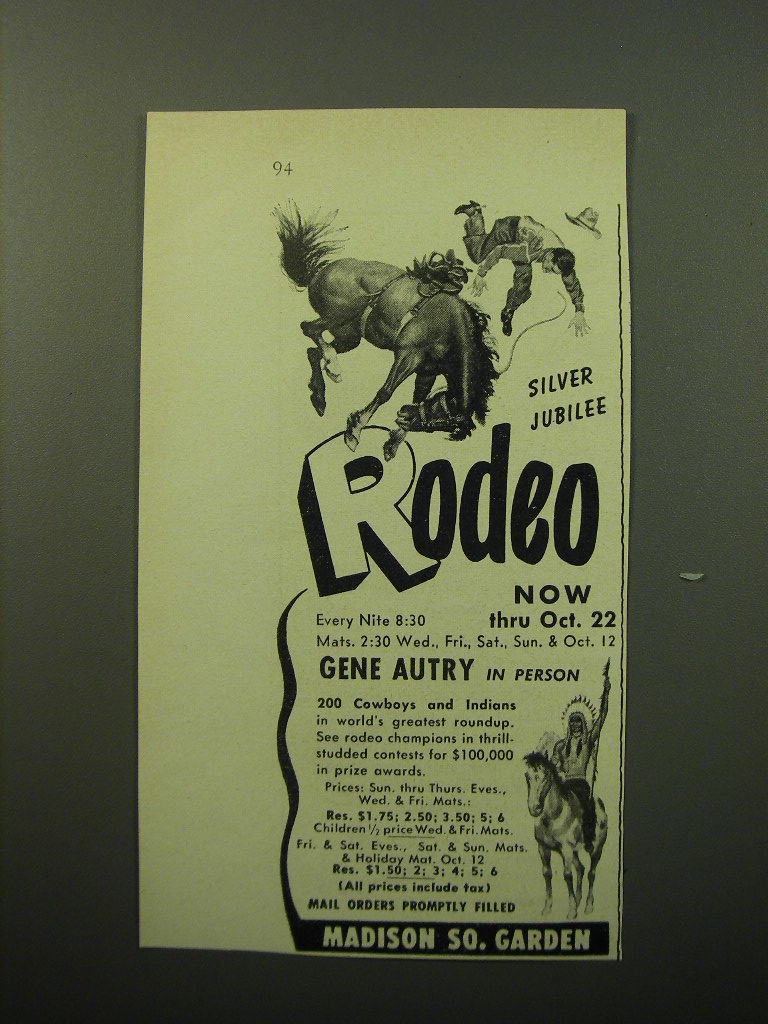 94
SILVER
JUBILEE
Rodeo
NOW
Every Nite 8:30 thru Oct. 22
Mats. 2:30 Wed., Fri., Sat., Sun. & Oct. 12
GENE AUTRY IN PERSON
200 Cowboys and Indians
in world's greatest roundup.
See rodeo champions in thrill-
studded contests for $100,000
in prize awards.
Prices: Sun. thru Thurs. Eves.,
Wed. & Fri. Mats.:
Res. $1.75; 2.50; 3.50; 5; 6
Children ½ price Wed. & Fri. Mats.
Fri. & Sat. Eves., Sat. & Sun. Mats.
& Holiday Mat. Oct. 12
Res. $1.50; 2; 3; 4; 5; 6
(All prices include tax)
MAIL ORDERS PROMPTLY FILLED
MADISON SQ. GARDEN